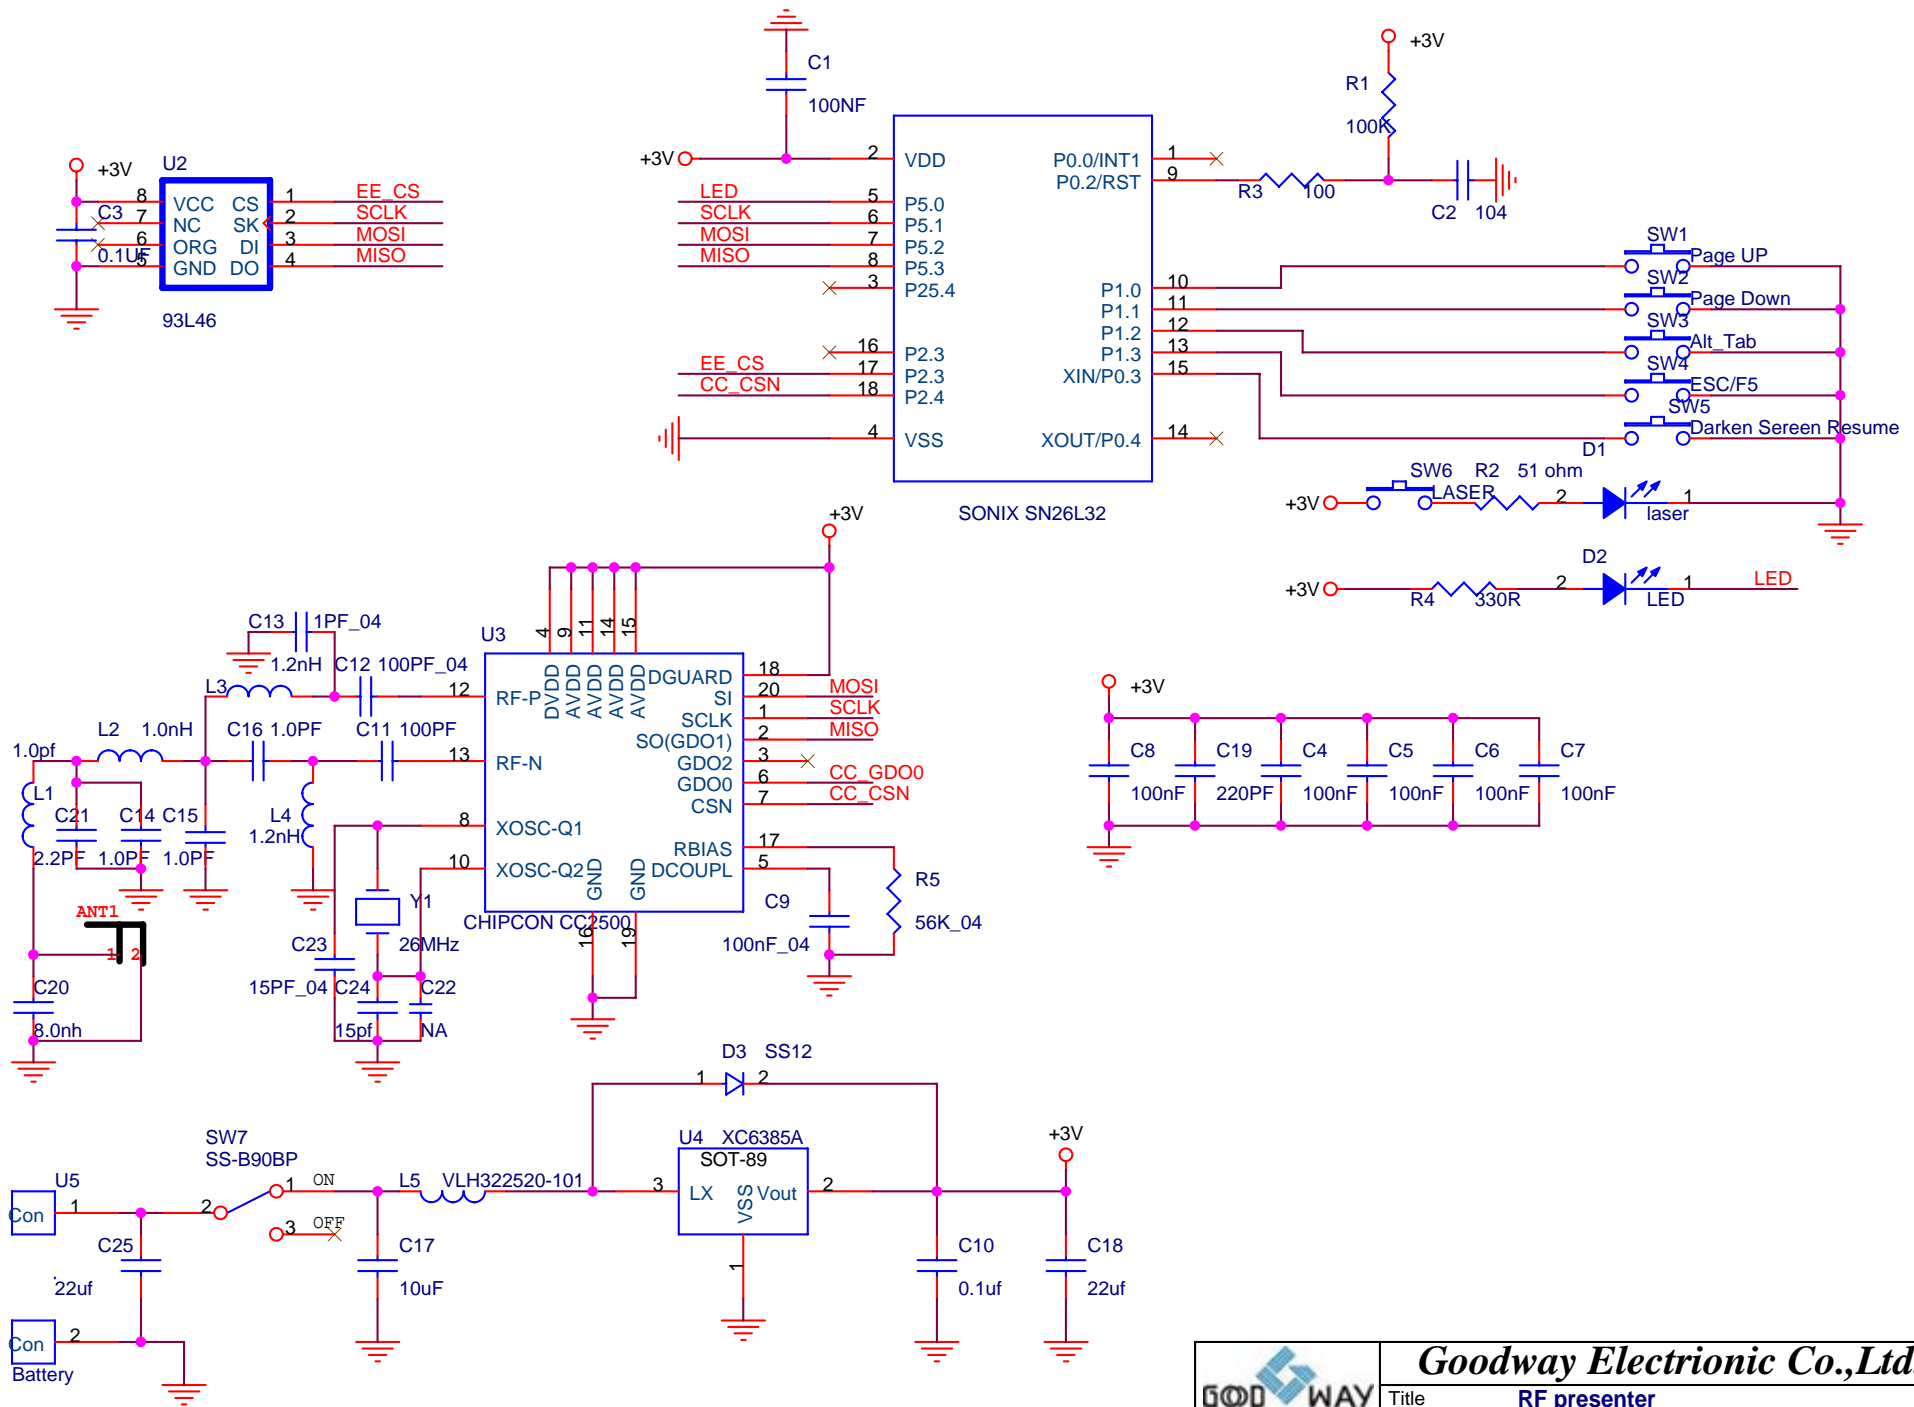 C1
100NF
+3V
+3V
R1
100K
R3 100
C2 104
+3V
U2
C3
0.1UF
8 VCC CS 1 EE_CS
7 NC SK 2 SCLK
6 ORG DI 3 MOSI
5 GND DO 4 MISO
93L46
2 VDD
LED 5 P5.0
SCLK 6 P5.1
MOSI 7 P5.2
MISO 8 P5.3
3 P25.4
16 P2.3
EE_CS 17 P2.3
CC_CSN 18 P2.4
4 VSS
P0.0/INT1 1
P0.2/RST 9
P1.0 10
P1.1 11
P1.2 12
P1.3 13
XIN/P0.3 15
XOUT/P0.4 14
SONIX SN26L32
SW1
Page UP
SW2
Page Down
SW3
Alt_Tab
SW4
ESC/F5
SW5
Darken Sereen Resume
D1
+3V SW6 LASER R2 51 ohm 2 1
laser
D2
+3V R4 330R 2 1 LED
LED
+3V
U3
4 9 11 14 15
DVDD AVDD AVDD AVDD AVDD
C13 1PF_04
1.2nH C12 100PF_04
L3
12 RF-P
L2 1.0nH C16 1.0PF C11 100PF
1.0pf
13 RF-N
L1
C21 C14 C15
2.2PF 1.0PF 1.0PF
L4
1.2nH
8 XOSC-Q1
10 XOSC-Q2
DGUARD 18
SI 20 MOSI
SCLK 1 SCLK
SO(GDO1) 2 MISO
GDO2 3
GDO0 6 CC_GDO0
CSN 7 CC_CSN
RBIAS 17
DCOUPL 5
GND GND
16 19
CHIPCON CC2500
C9
100nF_04
R5
56K_04
Y1
26MHz
C23
15PF_04
C24
15pf
C22
NA
ANT1
1 2
C20
8.0nh
+3V
C8 C19 C4 C5 C6 C7
100nF 220PF 100nF 100nF 100nF 100nF
D3 SS12
1 2
U4 XC6385A
SOT-89
3 LX VSS Vout 2
1
+3V
SW7
SS-B90BP
2 1 ON
3 OFF
L5 VLH322520-101
U5
Con 1
C25
22uf
C17
10uF
C10
0.1uf
C18
22uf
Con 2
Battery
GOODWAY
Goodway Electrionic Co.,Ltd.
Title RF presenter